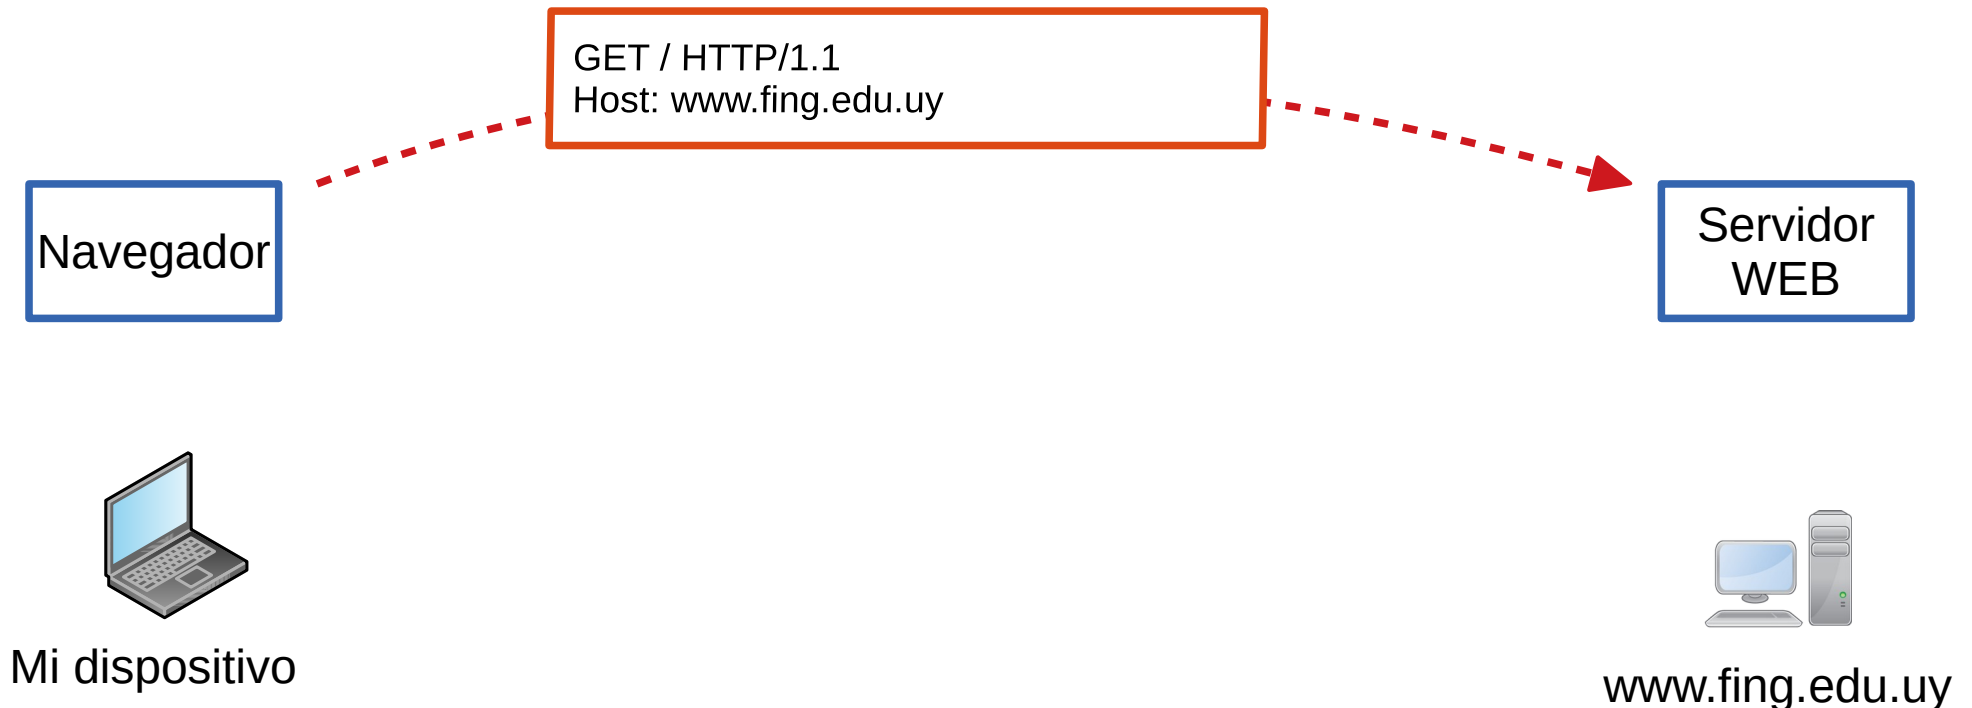 GET / HTTP/1.1
Host: www.fing.edu.uy
Navegador
Servidor
WEB
Mi dispositivo
www.fing.edu.uy